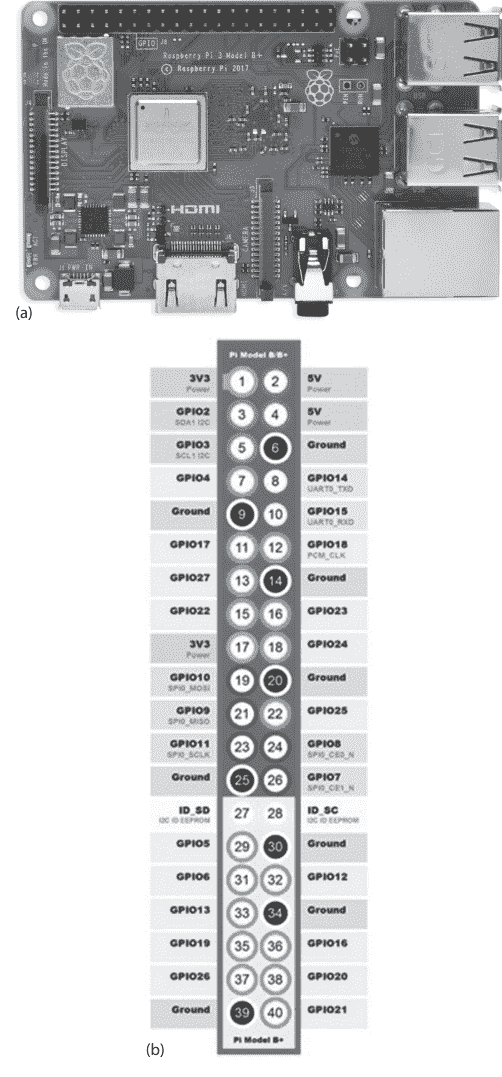 GPIO
J8
Raspberry Pi 3 Model B+
© Raspberry Pi 2017
DISPLAY
HDMI
CAMERA
J1 PWR IN
(a)
Pi Model B/B+
3V3 1 2 5V
Power Power
GPIO2 3 4 5V
SDA1 I2C Power
GPIO3 5 6 Ground
SCL1 I2C
GPIO4 7 8 GPIO14
UART0_TXD
Ground 9 10 GPIO15
UART0_RXD
GPIO17 11 12 GPIO18
PCM_CLK
GPIO27 13 14 Ground
GPIO22 15 16 GPIO23
3V3 17 18 GPIO24
Power
GPIO10 19 20 Ground
SPI0_MOSI
GPIO9 21 22 GPIO25
SPI0_MISO
GPIO11 23 24 GPIO8
SPI0_SCLK SPI0_CE0_N
Ground 25 26 GPIO7
SPI0_CE1_N
ID_SD 27 28 ID_SC
I2C ID EEPROM I2C ID EEPROM
GPIO5 29 30 Ground
GPIO6 31 32 GPIO12
GPIO13 33 34 Ground
GPIO19 35 36 GPIO16
GPIO26 37 38 GPIO20
Ground 39 40 GPIO21
Pi Model B+
(b)